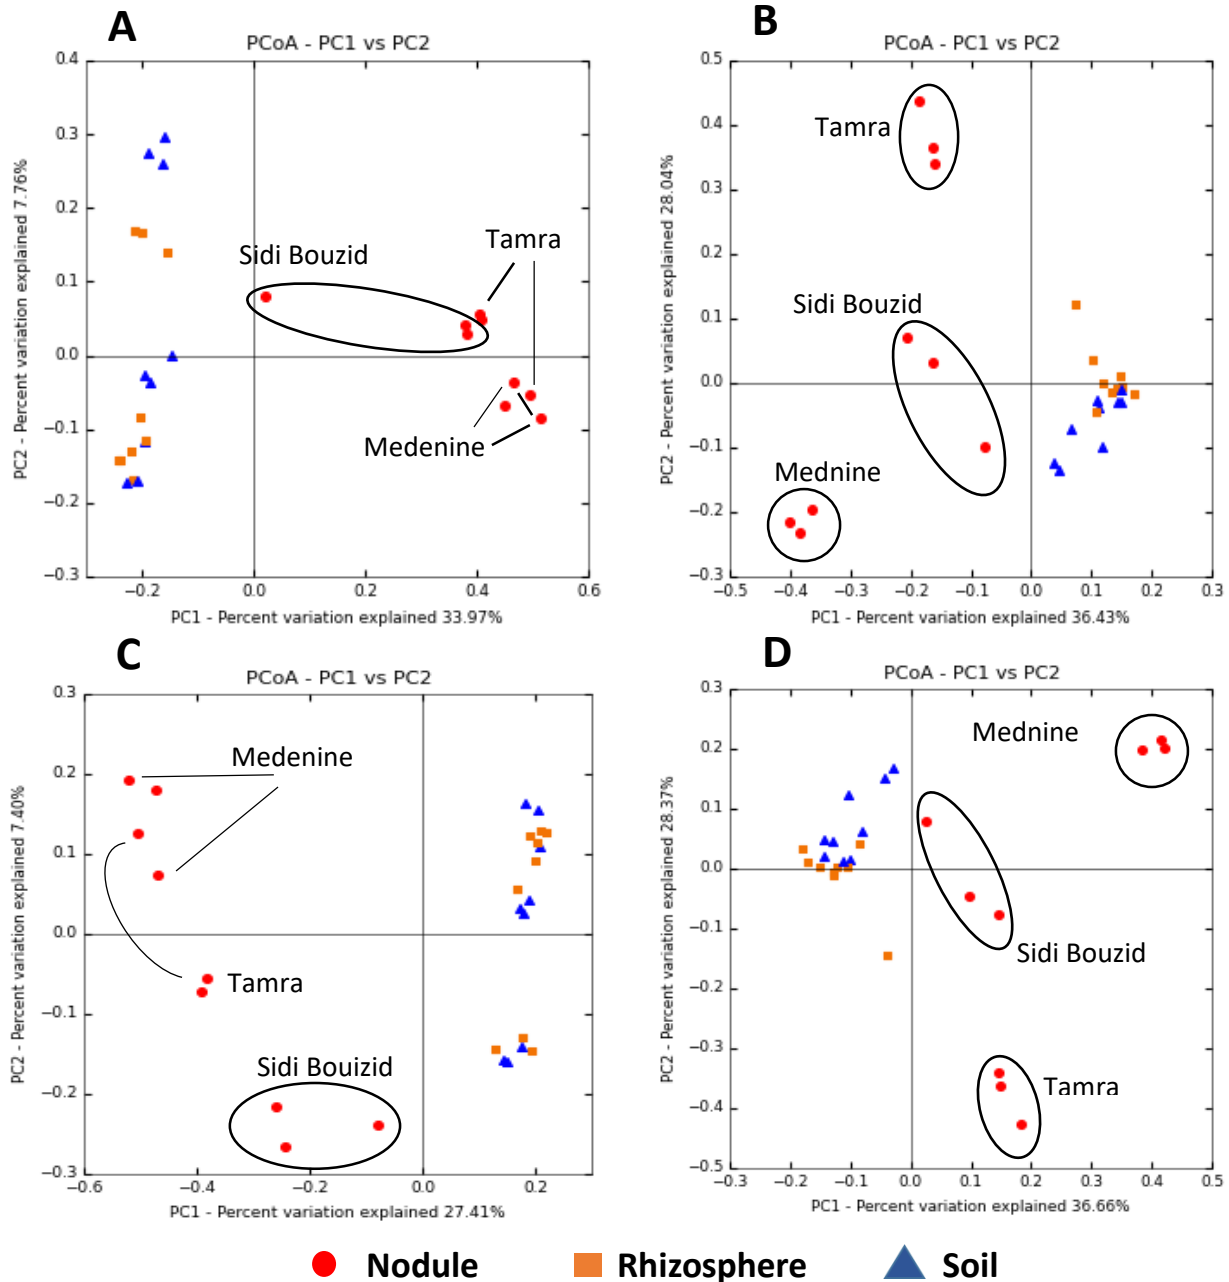 A
PCoA - PC1 vs PC2
0.4
0.3
0.2
0.1
0.0
−0.1
−0.2
−0.3
−0.2
0.0
0.2
0.4
0.6
PC2 - Percent variation explained 7.76%
PC1 - Percent variation explained 33.97%
Sidi Bouzid
Tamra
Medenine
B
PCoA - PC1 vs PC2
0.5
0.4
0.3
0.2
0.1
0.0
−0.1
−0.2
−0.3
−0.5
−0.4
−0.3
−0.2
−0.1
0.0
0.1
0.2
0.3
PC2 - Percent variation explained 28.04%
PC1 - Percent variation explained 36.43%
Tamra
Sidi Bouzid
Mednine
C
PCoA - PC1 vs PC2
0.3
0.2
0.1
0.0
−0.1
−0.2
−0.3
−0.6
−0.4
−0.2
0.0
0.2
PC2 - Percent variation explained 7.40%
PC1 - Percent variation explained 27.41%
Medenine
Tamra
Sidi Bouizid
D
PCoA - PC1 vs PC2
0.3
0.2
0.1
0.0
−0.1
−0.2
−0.3
−0.4
−0.5
−0.3
−0.2
−0.1
0.0
0.1
0.2
0.3
0.4
0.5
PC2 - Percent variation explained 28.37%
PC1 - Percent variation explained 36.66%
Mednine
Sidi Bouzid
Tamra
Nodule
Rhizosphere
Soil